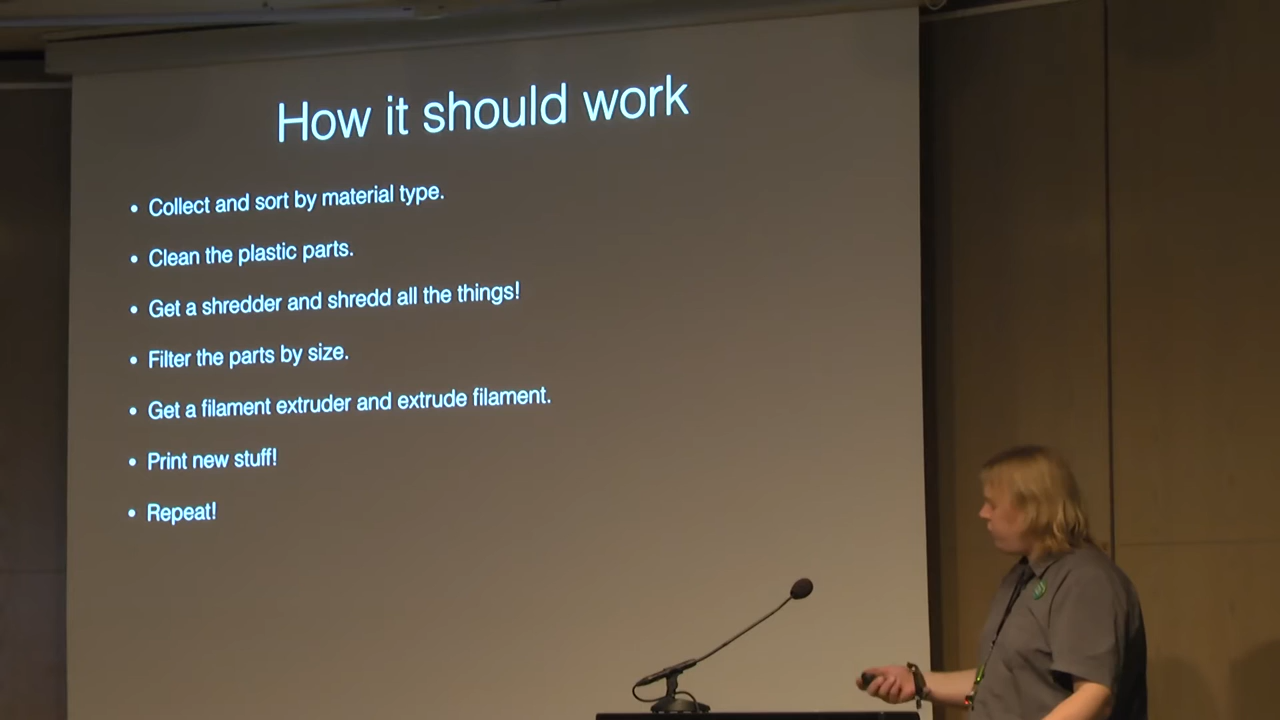 How it should work
• Collect and sort by material type.
• Clean the plastic parts.
• Get a shredder and shredd all the things!
• Filter the parts by size.
• Get a filament extruder and extrude filament.
• Print new stuff!
• Repeat!